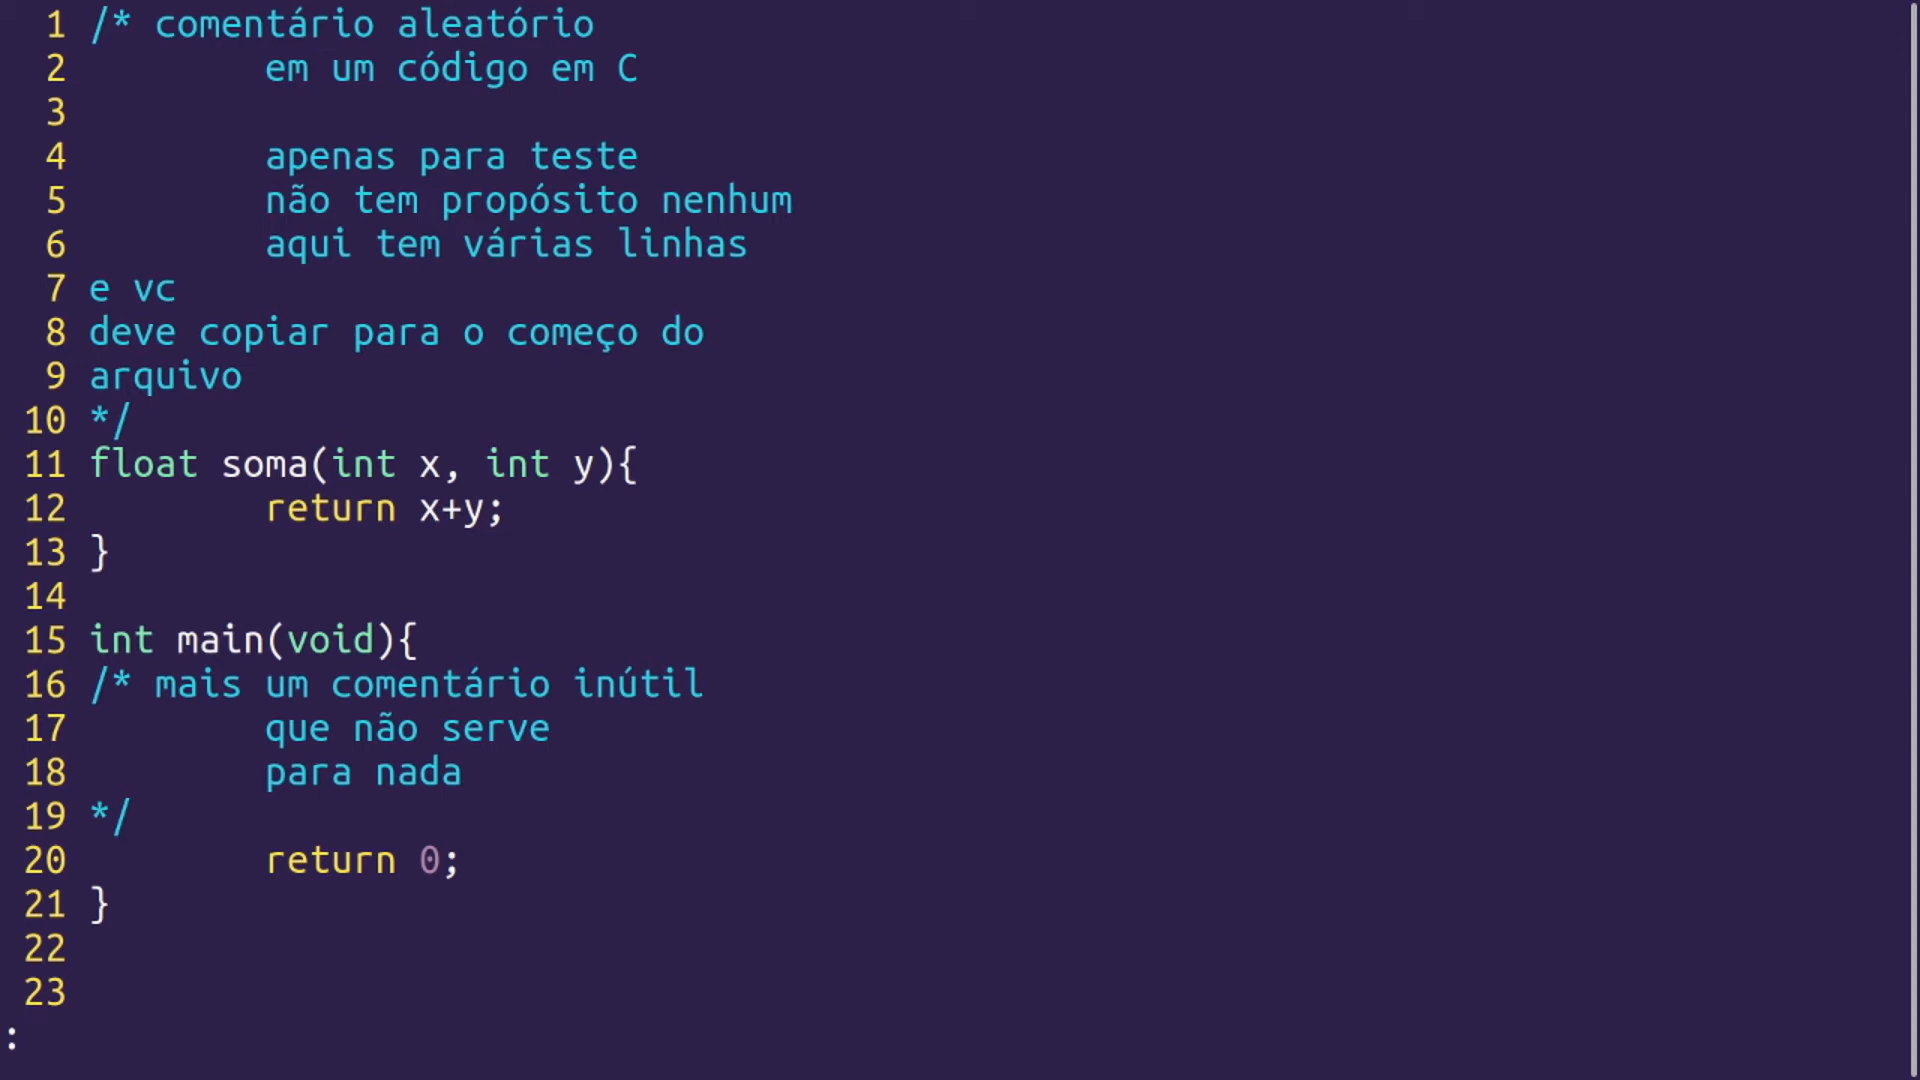 1 /* comentário aleatório
2         em um código em C
3
4         apenas para teste
5         não tem propósito nenhum
6         aqui tem várias linhas
7 e vc
8 deve copiar para o começo do
9 arquivo
10 */
11 float soma(int x, int y){
12         return x+y;
13 }
14
15 int main(void){
16 /* mais um comentário inútil
17         que não serve
18         para nada
19 */
20         return 0;
21 }
22
23
: